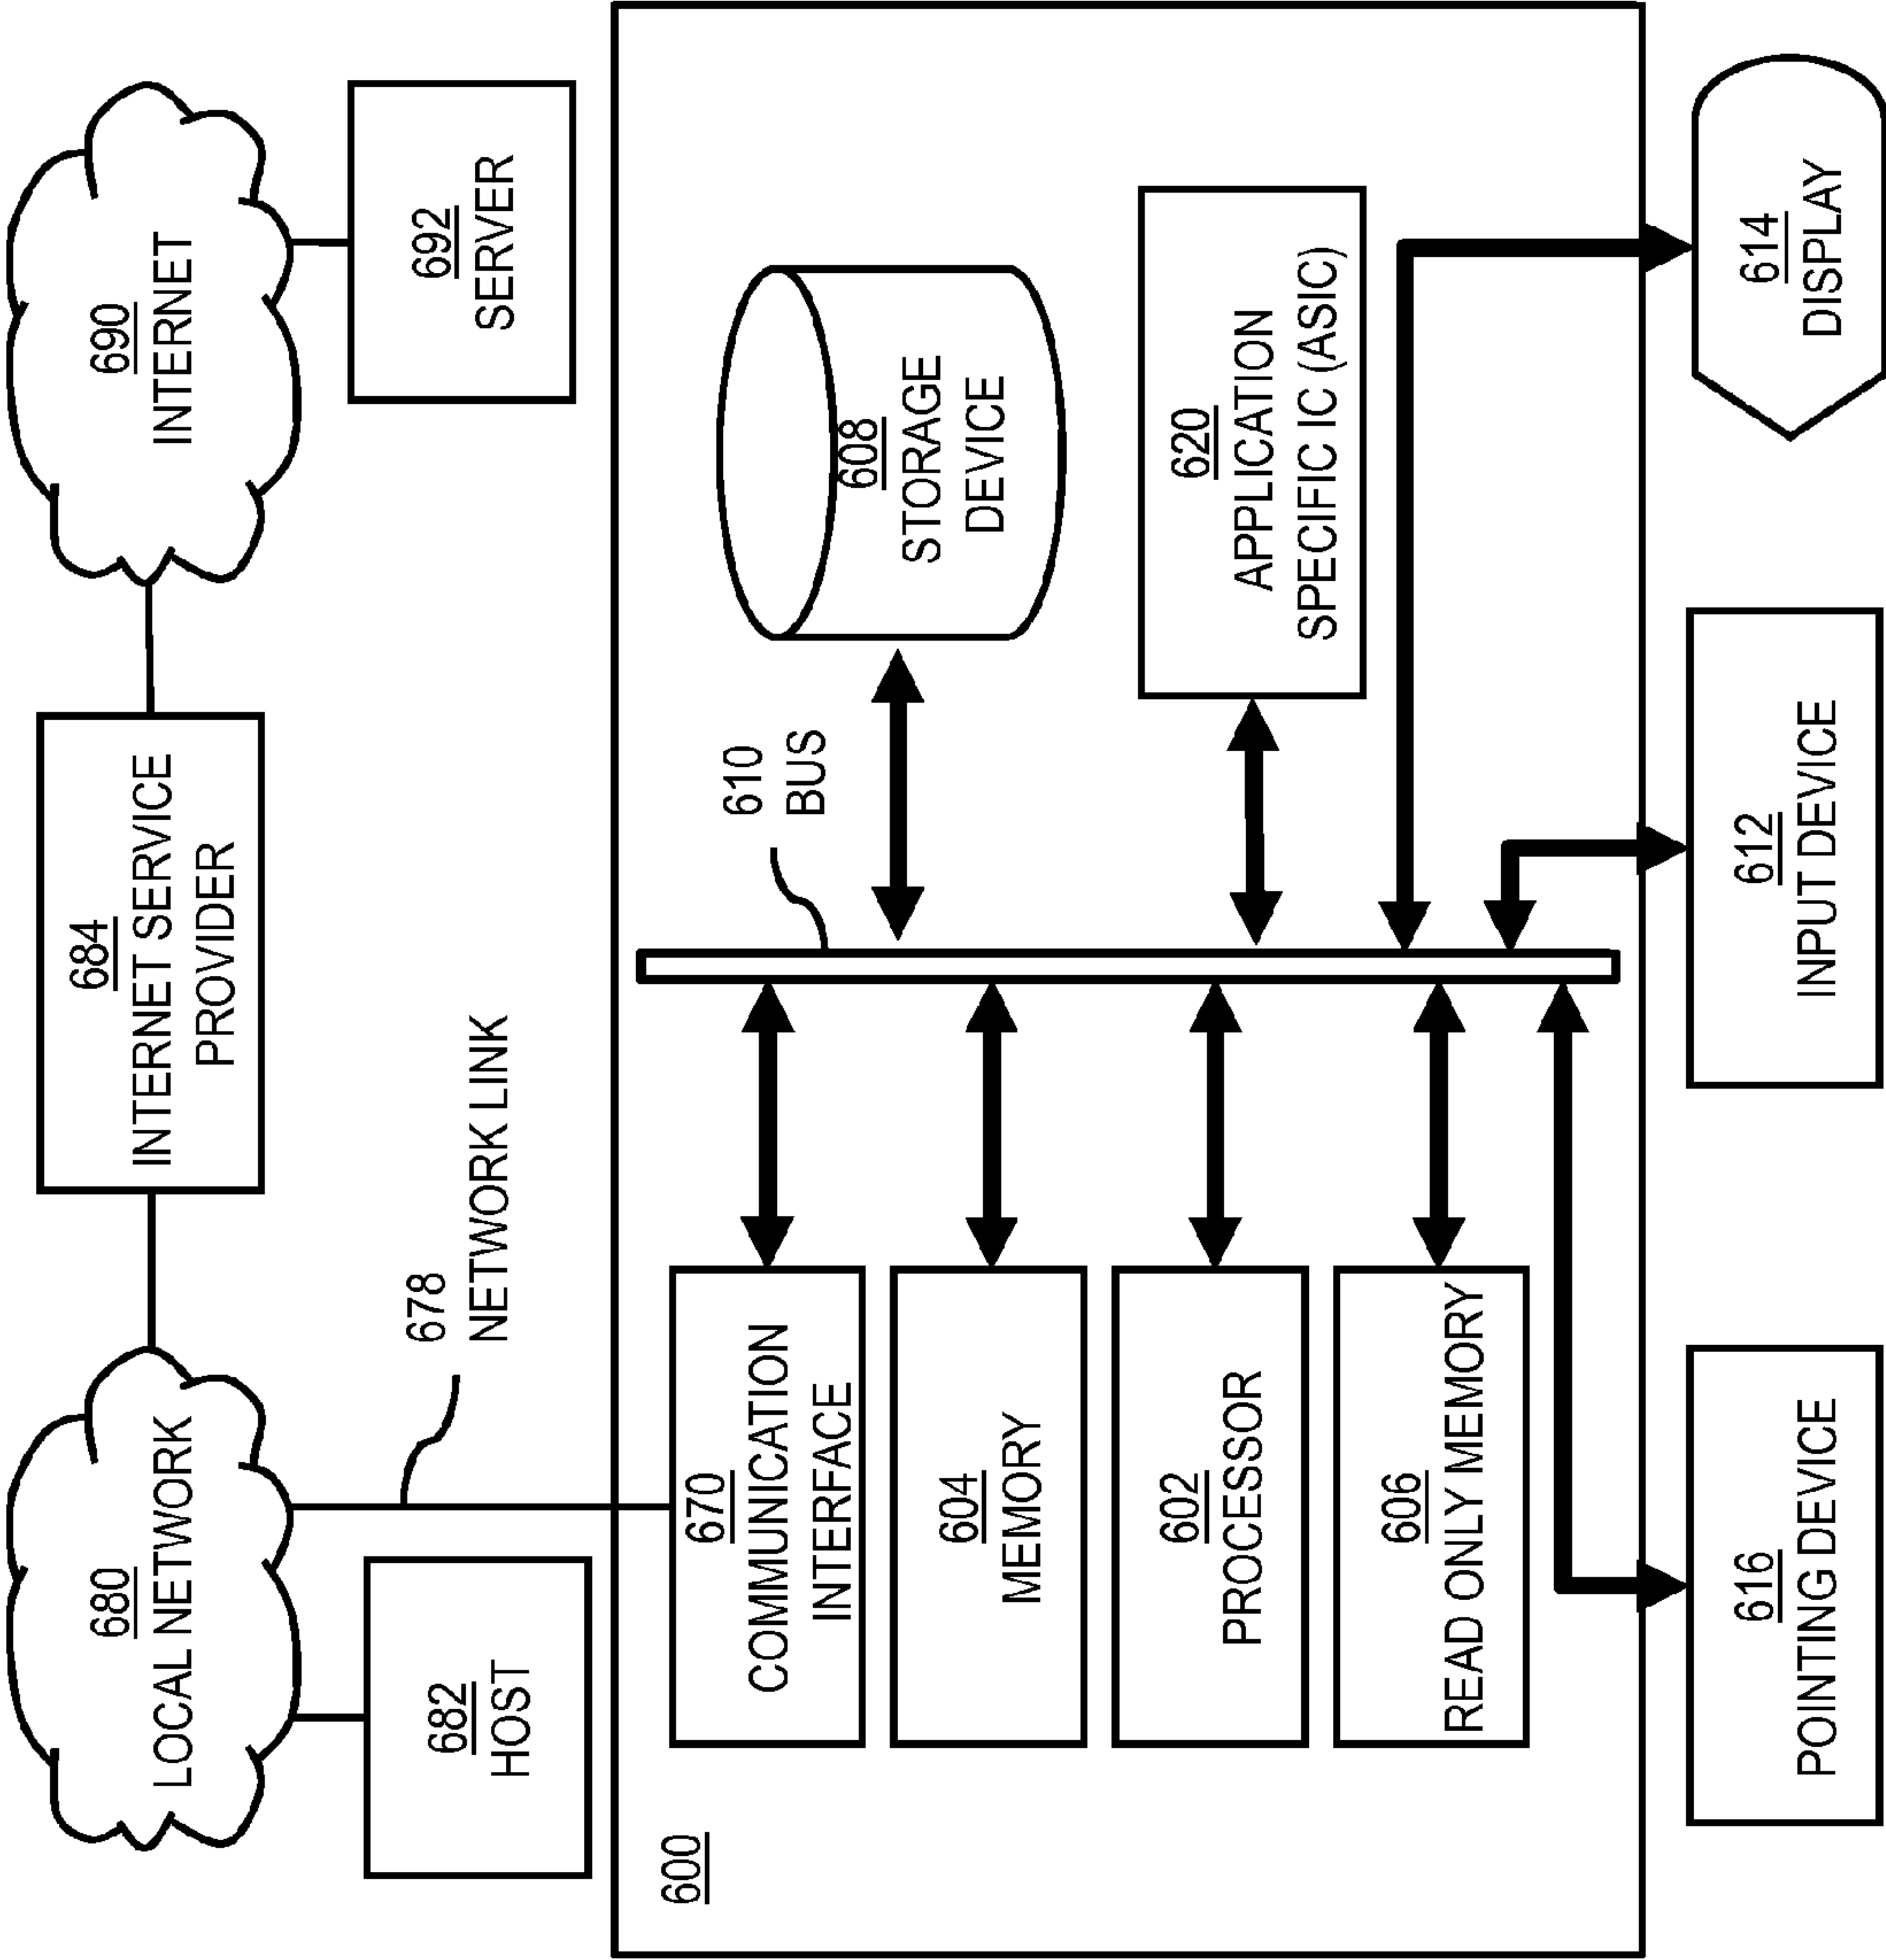 680
LOCAL NETWORK
684
INTERNET SERVICE
PROVIDER
690
INTERNET
682
HOST
678
NETWORK LINK
692
SERVER
600
670
COMMUNICATION
INTERFACE
610
BUS
608
STORAGE
DEVICE
604
MEMORY
602
PROCESSOR
620
APPLICATION
SPECIFIC IC (ASIC)
606
READ ONLY MEMORY
616
POINTING DEVICE
612
INPUT DEVICE
614
DISPLAY